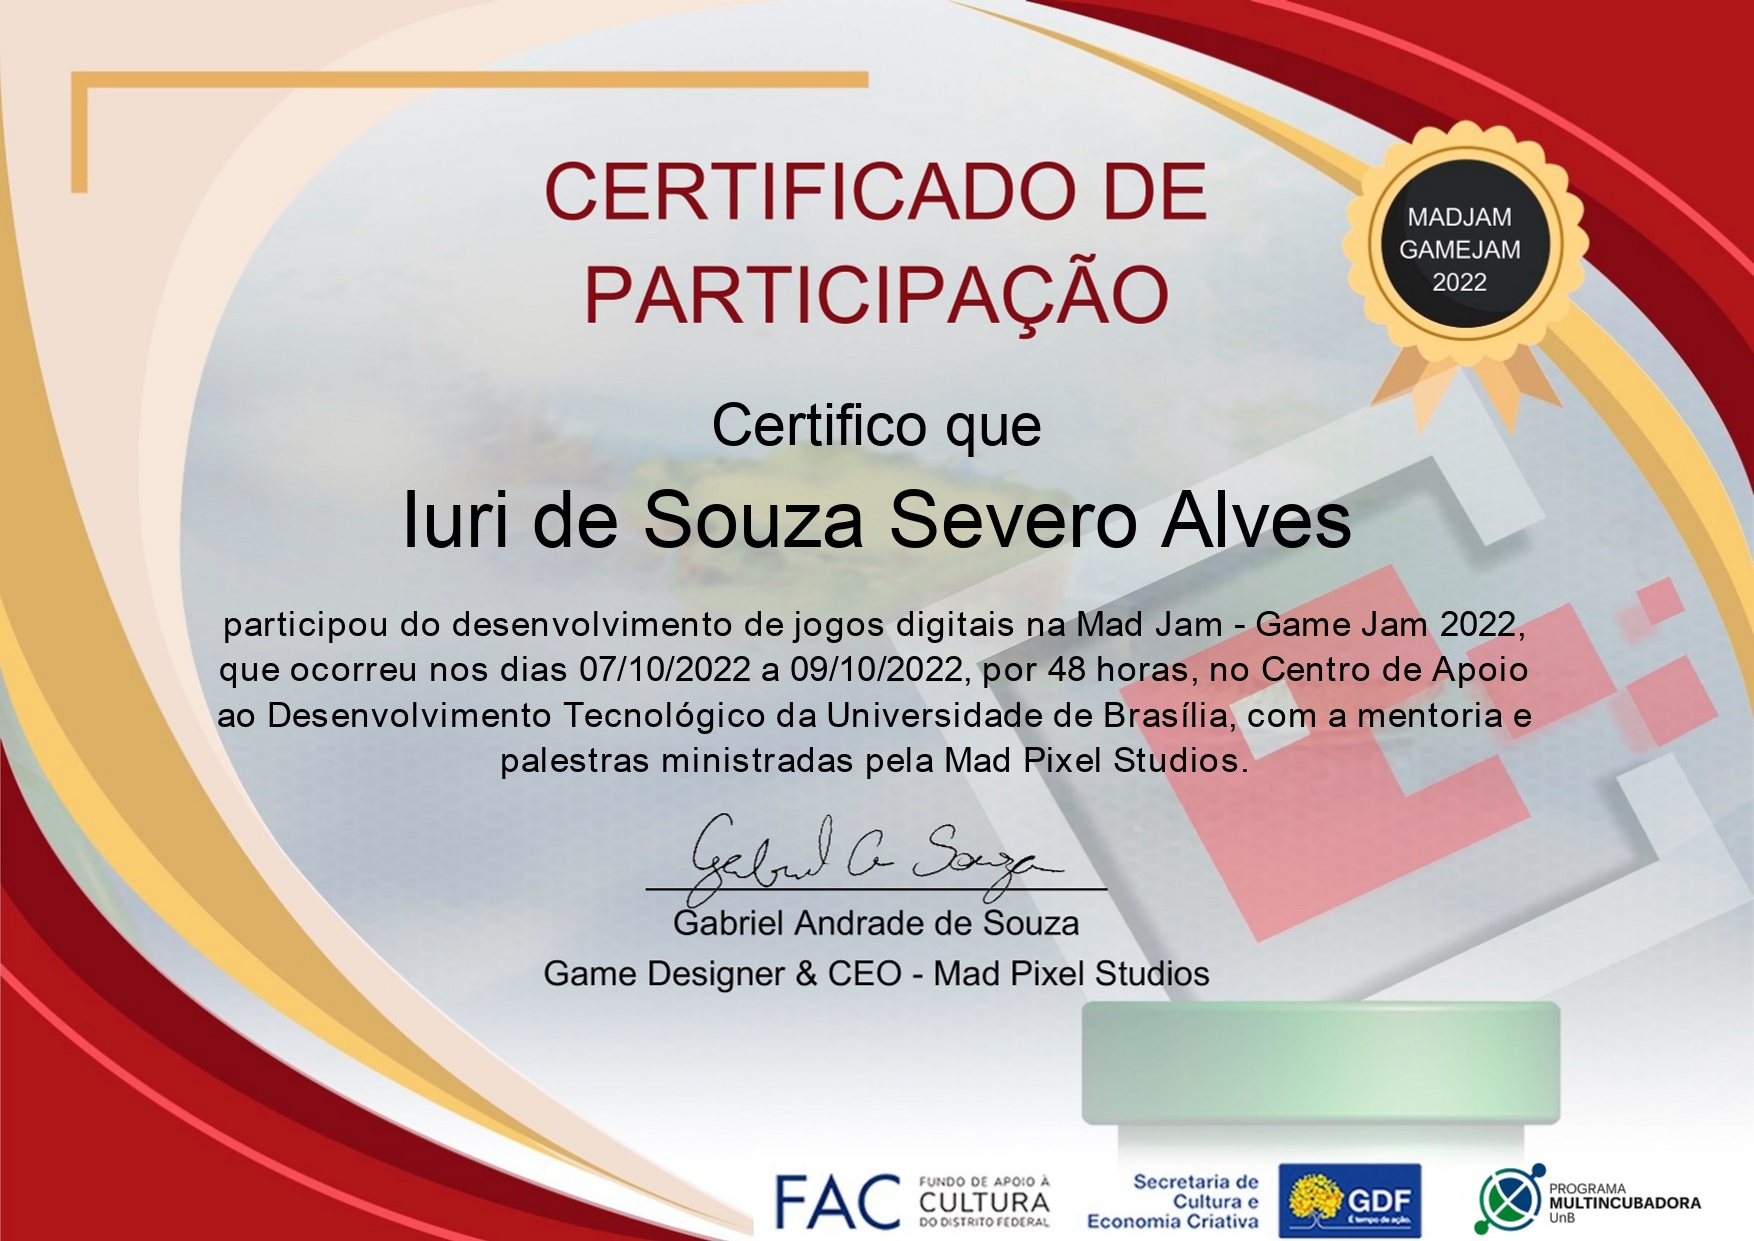 CERTIFICADO DE
PARTICIPAÇÃO
MADJAM
GAMEJAM
2022
Certifico que
Iuri de Souza Severo Alves
participou do desenvolvimento de jogos digitais na Mad Jam - Game Jam 2022,
que ocorreu nos dias 07/10/2022 a 09/10/2022, por 48 horas, no Centro de Apoio
ao Desenvolvimento Tecnológico da Universidade de Brasília, com a mentoria e
palestras ministradas pela Mad Pixel Studios.
Gabriel A Souza
Gabriel Andrade de Souza
Game Designer & CEO - Mad Pixel Studios
FAC
FUNDO DE APOIO À
CULTURA
DO DISTRITO FEDERAL
Secretaria de
Cultura e
Economia Criativa
GDF
É tempo de ação.
PROGRAMA
MULTINCUBADORA
UnB